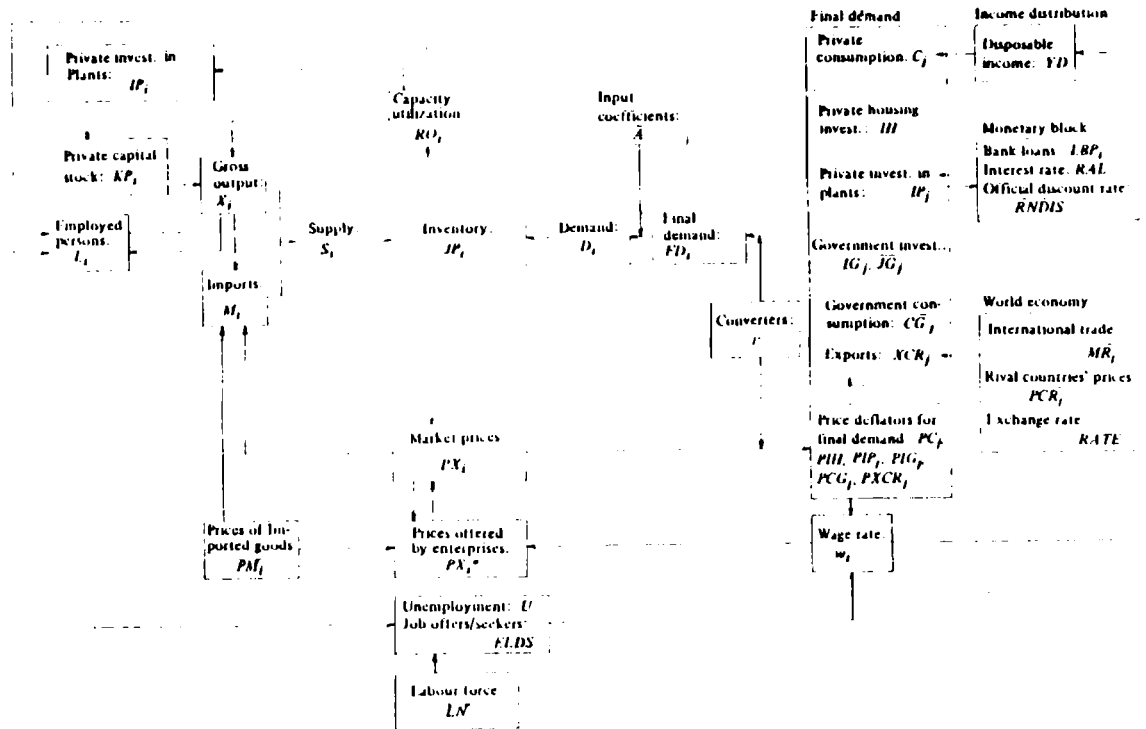 Final demand
Income distribution
Private
consumption. C_j
Disposable
income: YD
Private invest. in
Plants: IP_i
Capacity
utilization
RO_i
Input
coefficients:
A
Private housing
invest.: IH
Monetary block
Bank loans LBP_i
Interest rate. RAL
Official discount rate
RNDIS
Private capital
stock: KP_i
Gross
output:
X_i
Private invest. in
plants: IP_j
Employed
persons.
L_i
Supply.
S_i
Inventory.
JP_i
Demand:
D_i
Final
demand:
FD_i
Government invest.
IG_j, JG_j
Imports
M_i
Converters:
Government con-
sumption: CG_j
World economy
International trade
MR_i
Exports: XCR_j
Rival countries' prices
PCR_i
Exchange rate
RATE
Price deflators for
final demand PC_j,
PIH, PIP_j, PIG_j,
PCG_j, PXCR_j
Market prices
PX_i
Prices of Im-
ported goods
PM_i
Prices offered
by enterprises.
PX_i*
Wage rate.
w_i
Unemployment: U
Job offers/seekers:
ELDS
Labour force
LN